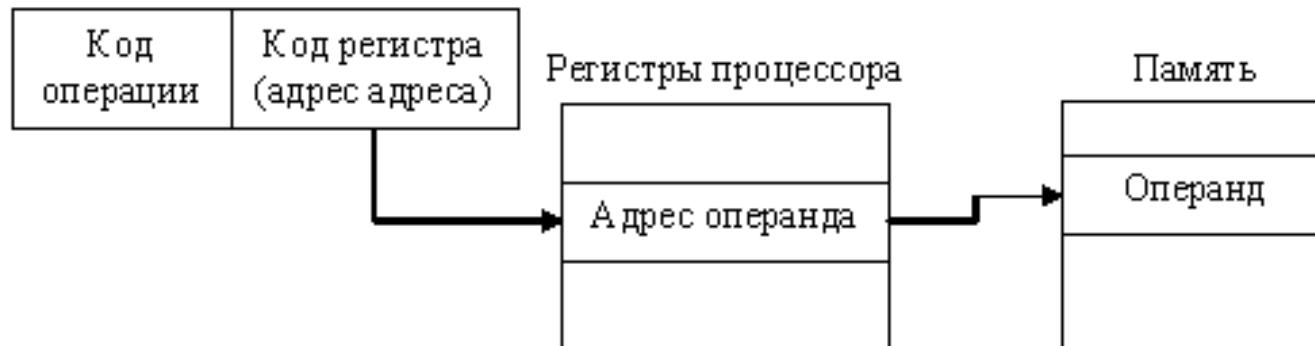 Код
операции
Код регистра
(адрес адреса)
Регистры процессора
Адрес операнда
Память
Операнд